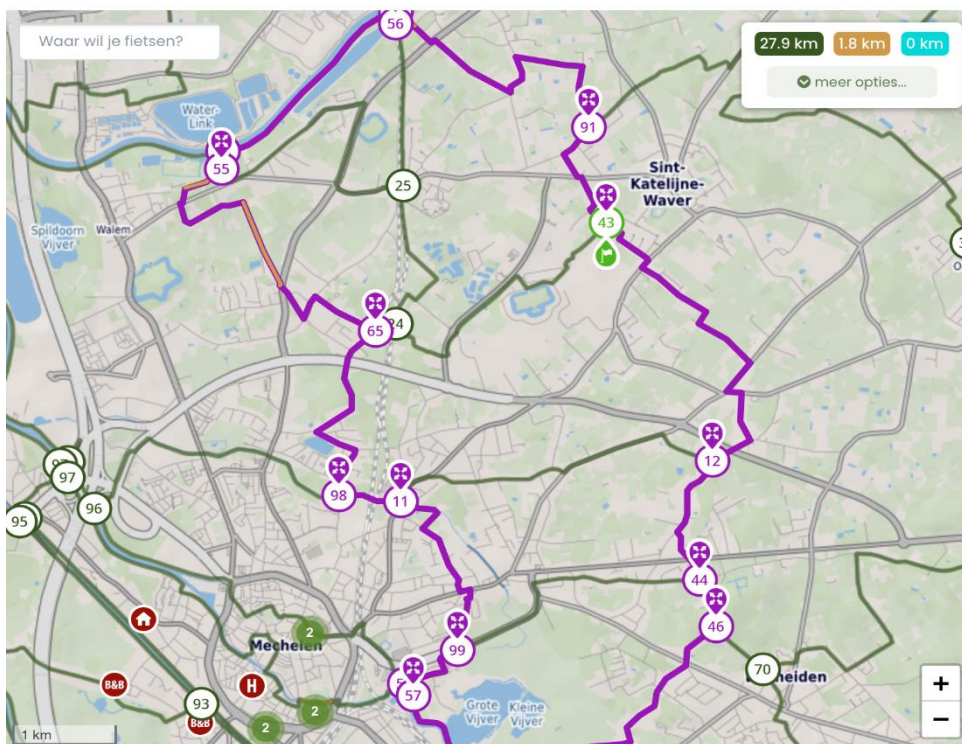 Waar wil je fietsen?
27.9 km
1.8 km
0 km
meer opties...
56
Water-
Link
91
55
25
Sint-
Katelijne-
Waver
43
Spildoorn
Vijver
Walem
65
24
12
97
98
11
96
95
44
46
2
Mechelen
99
70
B&B
H
57
93
2
2
B&B
Grote
Vijver
Kleine
Vijver
+
−
1 km